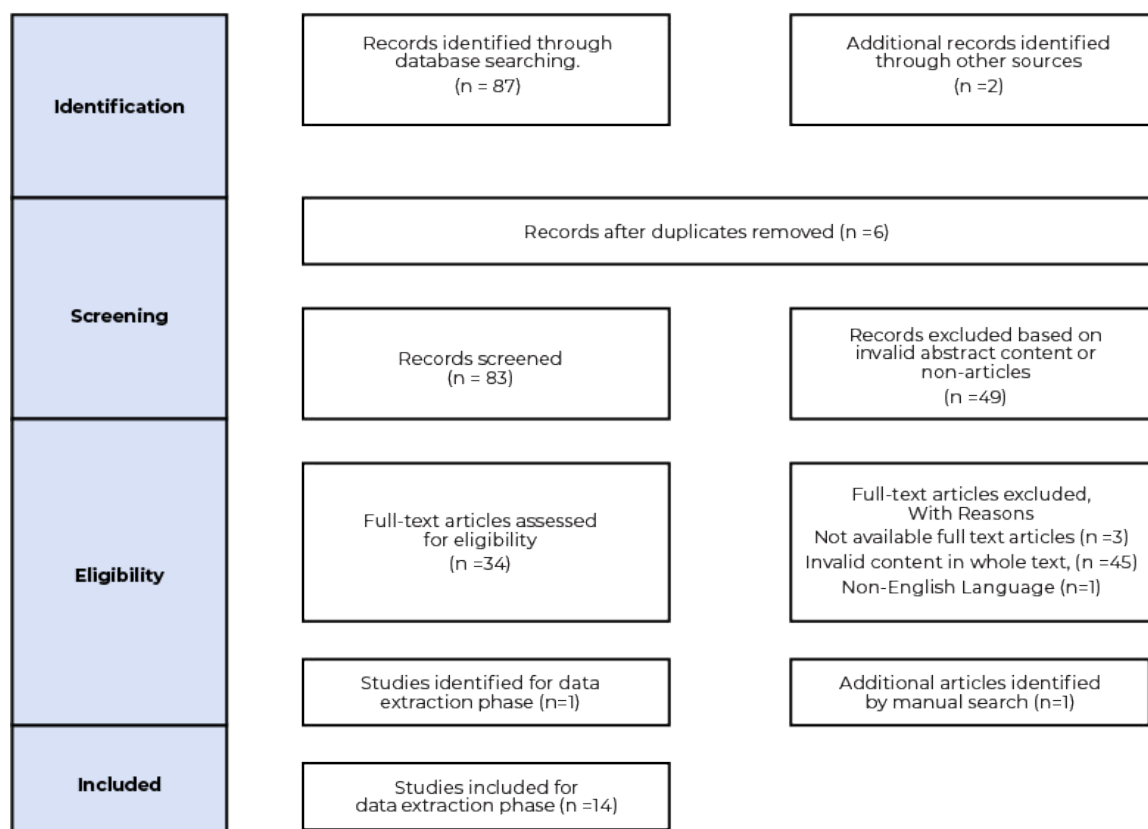 Identification
Records identified through
database searching.
(n = 87)
Additional records identified
through other sources
(n =2)
Screening
Records after duplicates removed (n =6)
Records screened
(n = 83)
Records excluded based on
invalid abstract content or
non-articles
(n =49)
Eligibility
Full-text articles assessed
for eligibility
(n =34)
Full-text articles excluded,
With Reasons
Not available full text articles (n =3)
Invalid content in whole text, (n =45)
Non-English Language (n=1)
Studies identified for data
extraction phase (n=1)
Additional articles identified
by manual search (n=1)
Included
Studies included for
data extraction phase (n =14)